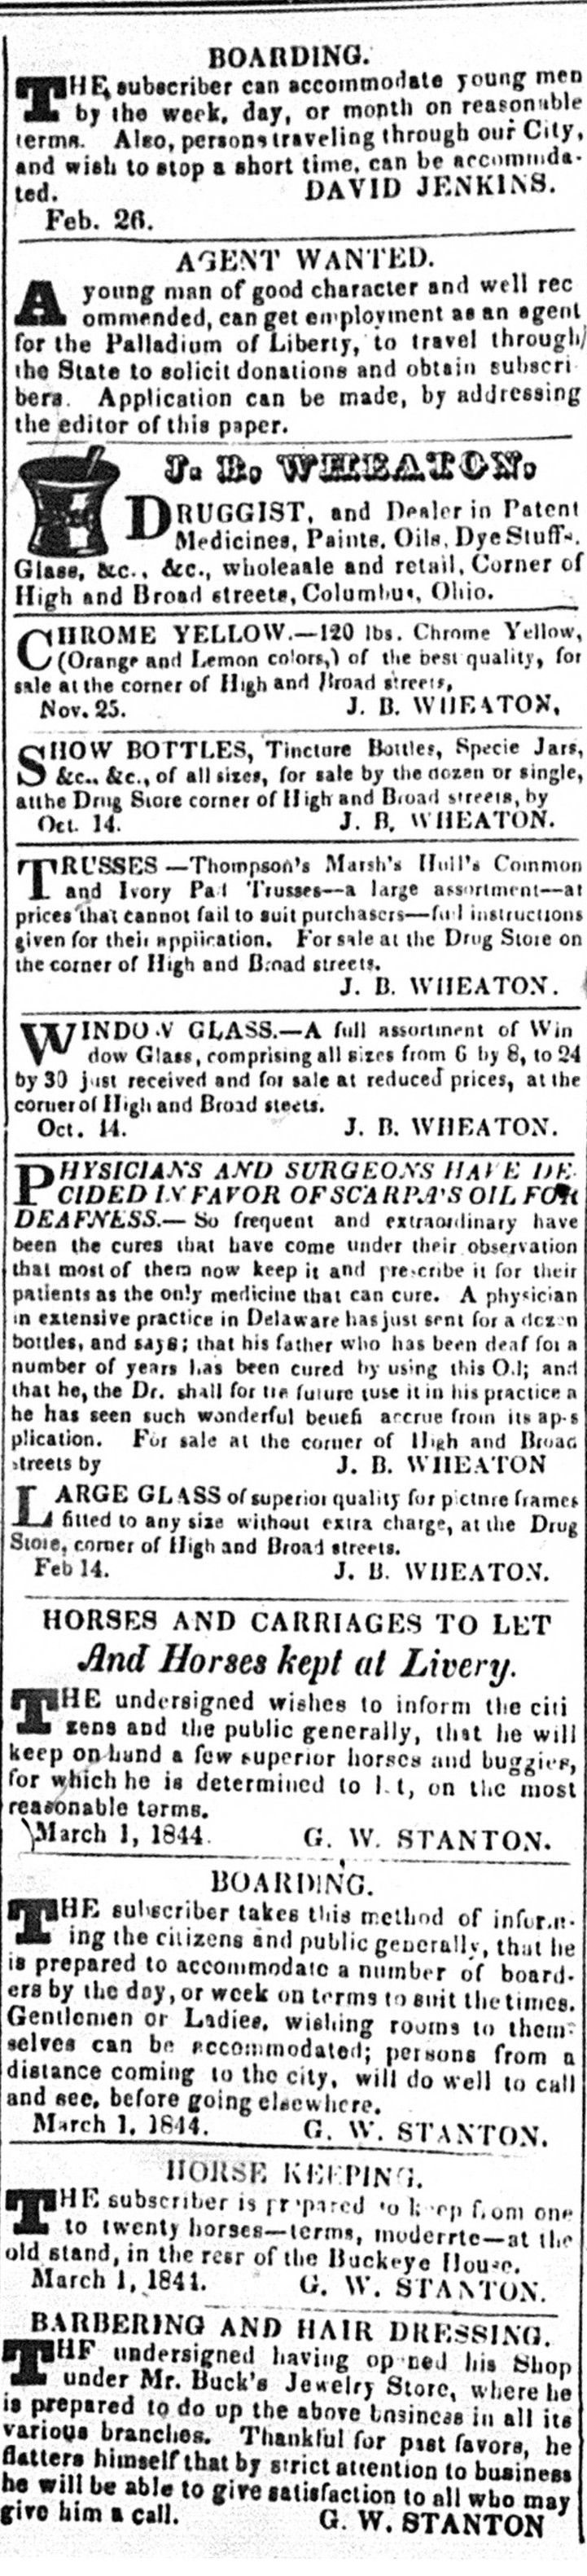 BOARDING.
THE subscriber can accommodate young men
by the week, day, or month on reasonable
terms. Also, persons traveling through our City,
and wish to stop a short time, can be accommda-
ted. DAVID JENKINS.
Feb. 26.
AGENT WANTED.
A young man of good character and well rec
ommended, can get employment as an agent
for the Palladium of Liberty, to travel through
the State to solicit donations and obtain subscri
bers. Application can be made, by addressing
the editor of this paper.
J. B. WHEATON,
DRUGGIST, and Dealer in Patent
Medicines, Paints, Oils, Dye Stuffs,
Glass, &c., &c., wholeaale and retail, Corner of
High and Broad streets, Columbus, Ohio.
CHROME YELLOW.—120 lbs. Chrome Yellow,
(Orange and Lemon colors,) of the best quality, for
sale at the corner of High and Broad streets,
Nov. 25. J. B. WHEATON,
SHOW BOTTLES, Tincture Bottles, Specie Jars,
&c., &c., of all sizes, for sale by the dozen or single,
atthe Drug Store corner of High and Broad streets, by
Oct. 14. J. B. WHEATON.
TRUSSES—Thompson's Marsh's Hull's Common
and Ivory Pad Trusses—a large assortment—at
prices that cannot fail to suit purchasers—full instructions
given for their appiication. For sale at the Drug Store on
the corner of High and Broad streets.
J. B. WHEATON.
WINDOW GLASS.—A full assortment of Win
dow Glass, comprising all sizes from 6 by 8, to 24
by 30 just received and for sale at reduced prices, at the
corner of High and Broad steets.
Oct. 14. J. B. WHEATON.
PHYSICIANS AND SURGEONS HAVE DE-
CIDED IN FAVOR OF SCARPA'S OIL FOR
DEAFNESS.—So frequent and extraordinary have
been the cures that have come under their observation
that most of them now keep it and prescribe it for their
patients as the only medicine that can cure. A physician
in extensive practice in Delaware has just sent for a dozen
bottles, and says; that his father who has been deaf for a
number of years has been cured by using this Oil; and
that he, the Dr. shall for the future use it in his practice a
he has seen such wonderful benefi accrue from its ap-s
plication. For sale at the corner of High and Broad
streets by J. B. WHEATON
LARGE GLASS of superior quality for picture frames
fitted to any size without extra charge, at the Drug
Store, corner of High and Broad streets.
Feb 14. J. B. WHEATON.
HORSES AND CARRIAGES TO LET
And Horses kept at Livery.
THE undersigned wishes to inform the citi
zens and the public generally, that he will
keep on hand a few superior horses and buggies,
for which he is determined to let, on the most
reasonable terms.
March 1, 1844. G. W. STANTON.
BOARDING.
THE subscriber takes this method of inform-
ing the citizens and public generally, that he
is prepared to accommodate a number of board-
ers by the day, or week on terms to suit the times.
Gentlemen or Ladies, wishing rooms to them-
selves can be accommodated; persons from a
distance coming to the city, will do well to call
and see, before going elsewhere.
March 1, 1844. G. W. STANTON.
HORSE KEEPING.
THE subscriber is prepared to keep from one
to twenty horses—terms, moderrte—at the
old stand, in the rear of the Buckeye House.
March 1, 1844. G. W. STANTON.
BARBERING AND HAIR DRESSING.
THE undersigned having opened his Shop
under Mr. Buck's Jewelry Store, where he
is prepared to do up the above business in all its
various branches. Thankful for past favors, he
flatters himself that by strict attention to business
he will be able to give satisfaction to all who may
give him a call. G. W. STANTON